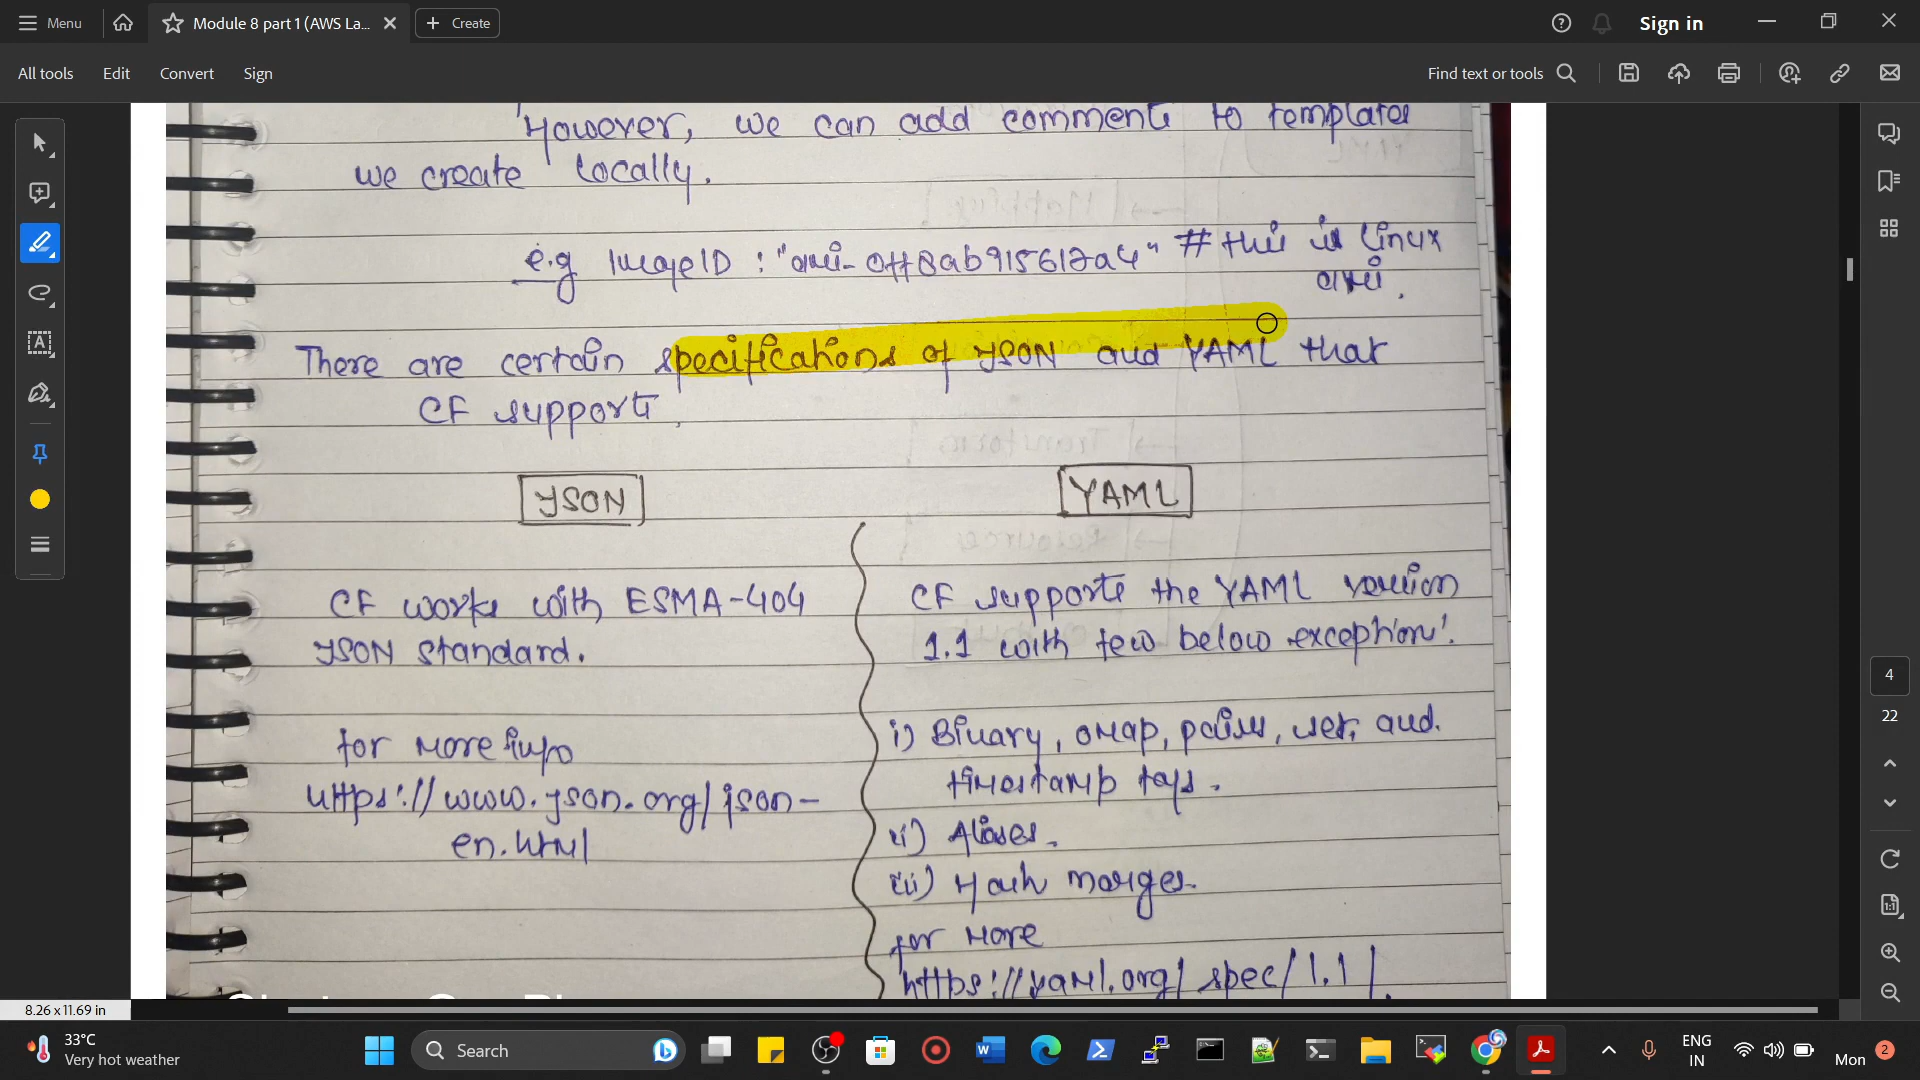 Menu
Module 8 part 1 (AWS La...
Create
Sign in
All tools
Edit
Convert
Sign
Find text or tools
However, we can add comments to templates
we create locally.
e.g ImageID : "ami-0ff8ab915612a4" # this is linux
ami.
There are certain specifications of JSON and YAML that
CF supports.
JSON
YAML
CF works with ESMA-404
JSON standard.
for more info
https://www.json.org/json-
en.html
CF supports the YAML version
1.1 with few below exception:
i) Binary, omap, pairs, set, and
timestamp tags.
ii) Aliases.
iii) Hash merges.
for more
https://yaml.org/spec/1.1/
4
22
8.26 x 11.69 in
33°C
Very hot weather
Search
ENG
IN
Mon
2